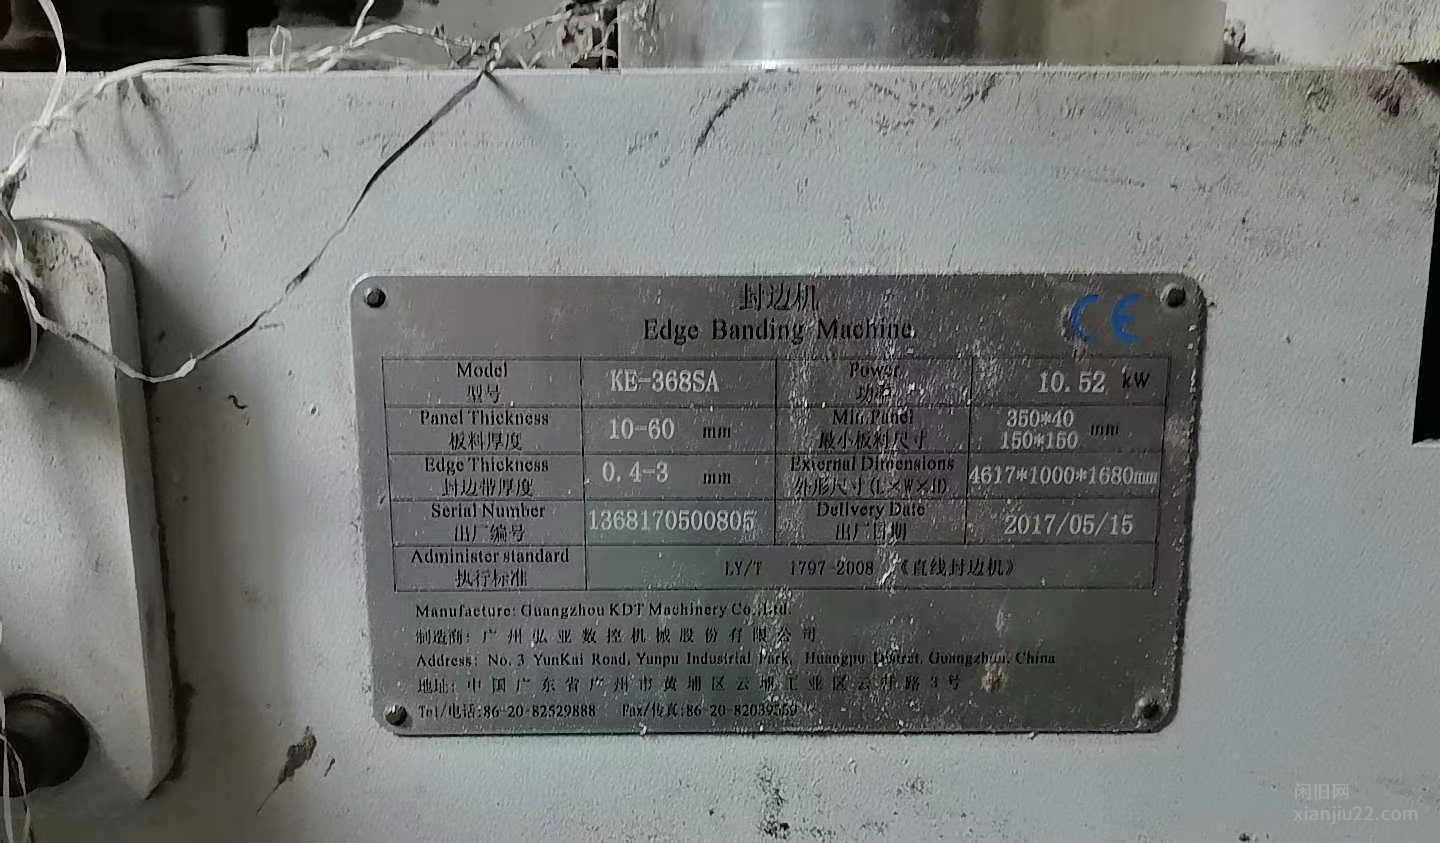 封边机
Edge Banding Machine
CE
Model 型号 KE-368SA Power 功率 10.52 kW
Panel Thickness 板料厚度 10-60 mm Min.Panel 最小板料尺寸 350*40 150*150 mm
Edge Thickness 封边带厚度 0.4-3 mm External Dimensions 外形尺寸(L×W×H) 4617*1000*1680mm
Serial Number 出厂编号 1368170500805 Delivery Date 出厂日期 2017/05/15
Administer standard 执行标准 LY/T 1797-2008 《直线封边机》
Manufacture: Guangzhou KDT Machinery Co.,Ltd.
制造商：广州弘亚数控机械股份有限公司
Address: No.3 YunKai Road, Yunpu Industrial Park, Huangpu Distrct, Guangzhou, China
地址：中国广东省广州市黄埔区云埔工业区云开路3号
Tel/电话:86-20-82529888 Fax/传真:86-20-
闲旧网
xianjiu22.com